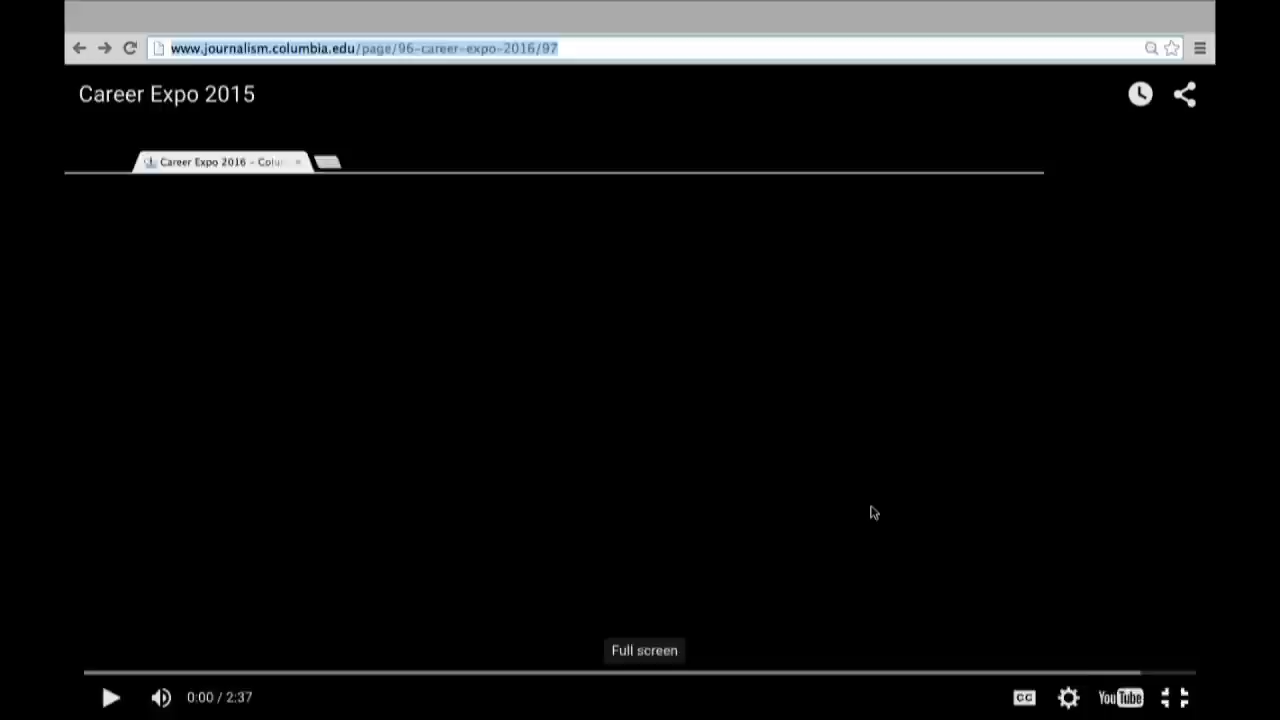 www.journalism.columbia.edu/page/96-career-expo-2016/97
Career Expo 2015
Career Expo 2016 - Colu
Full screen
0:00 / 2:37
CC
YouTube